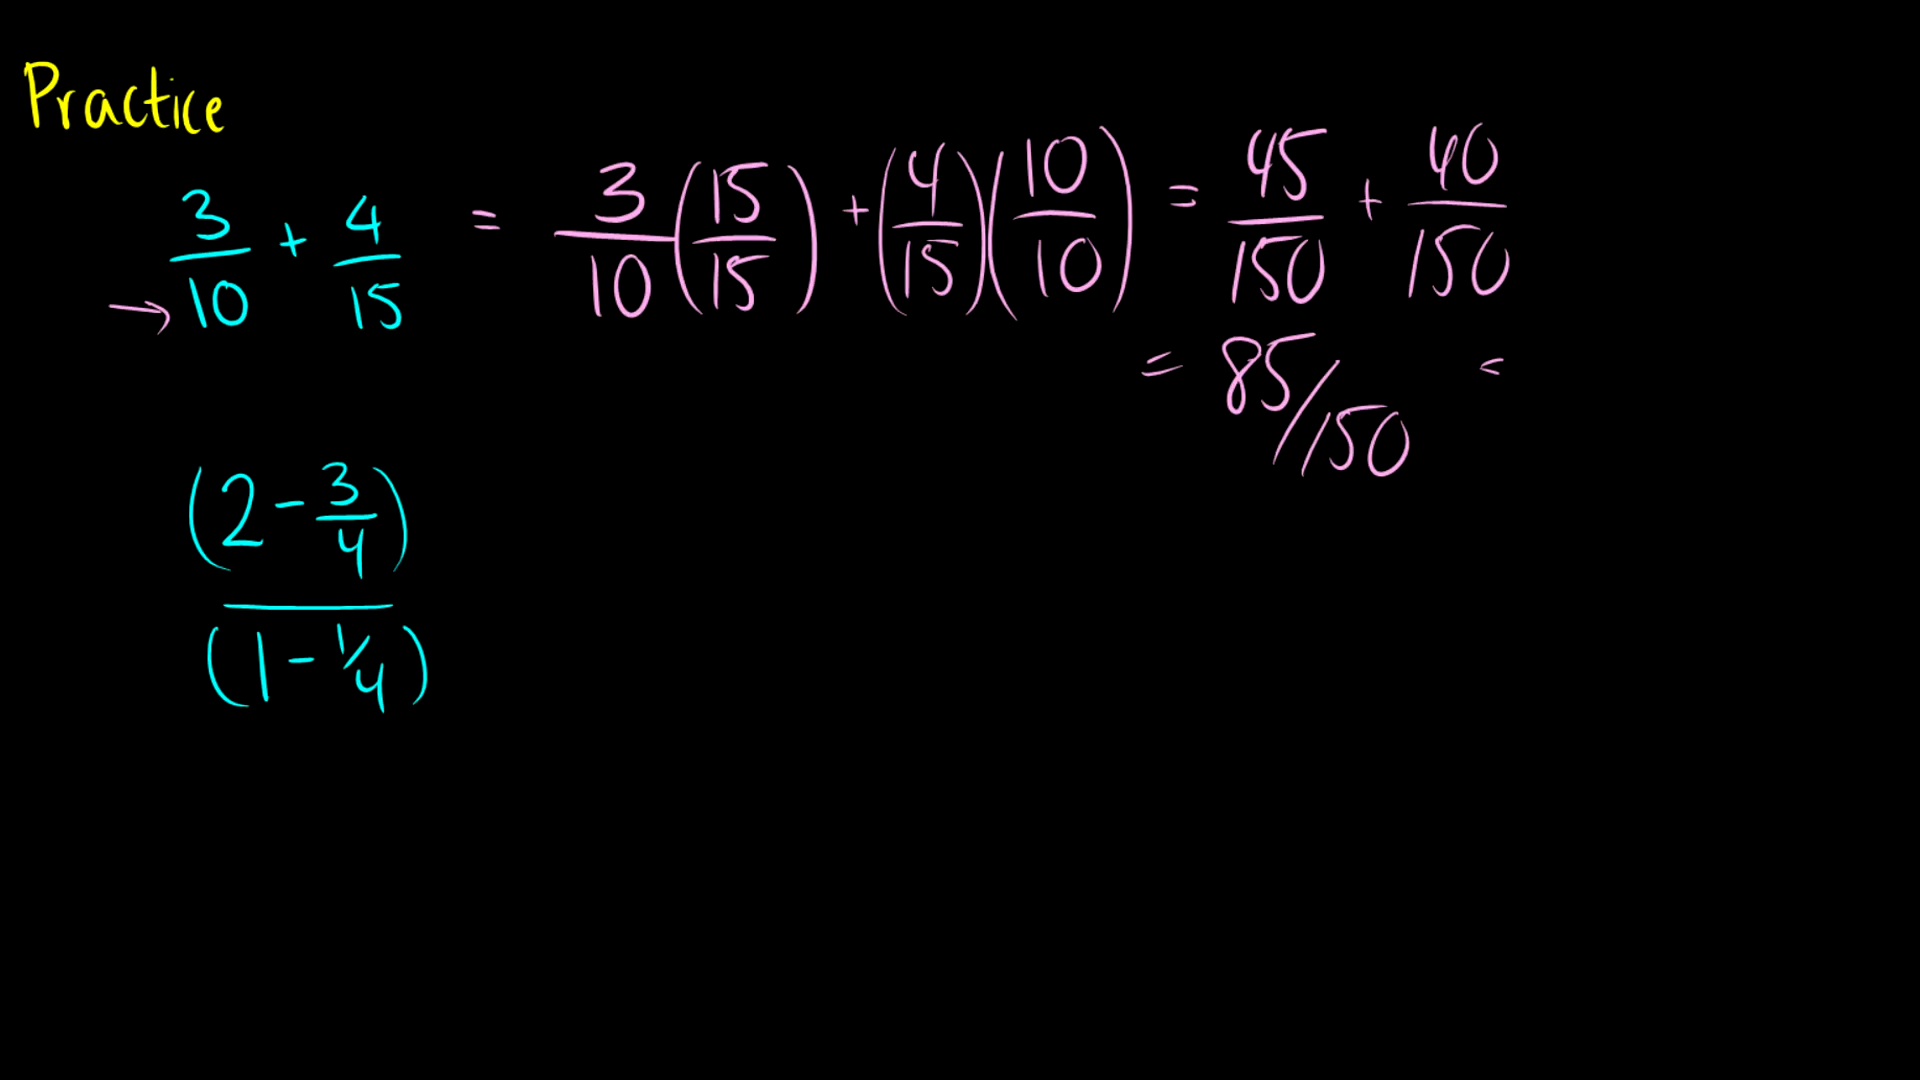 Practice
3/10 + 4/15 = 3/10 (15/15) + (4/15)(10/10) = 45/150 + 40/150
= 85/150 =
(2 - 3/4)
(1 - 1/4)